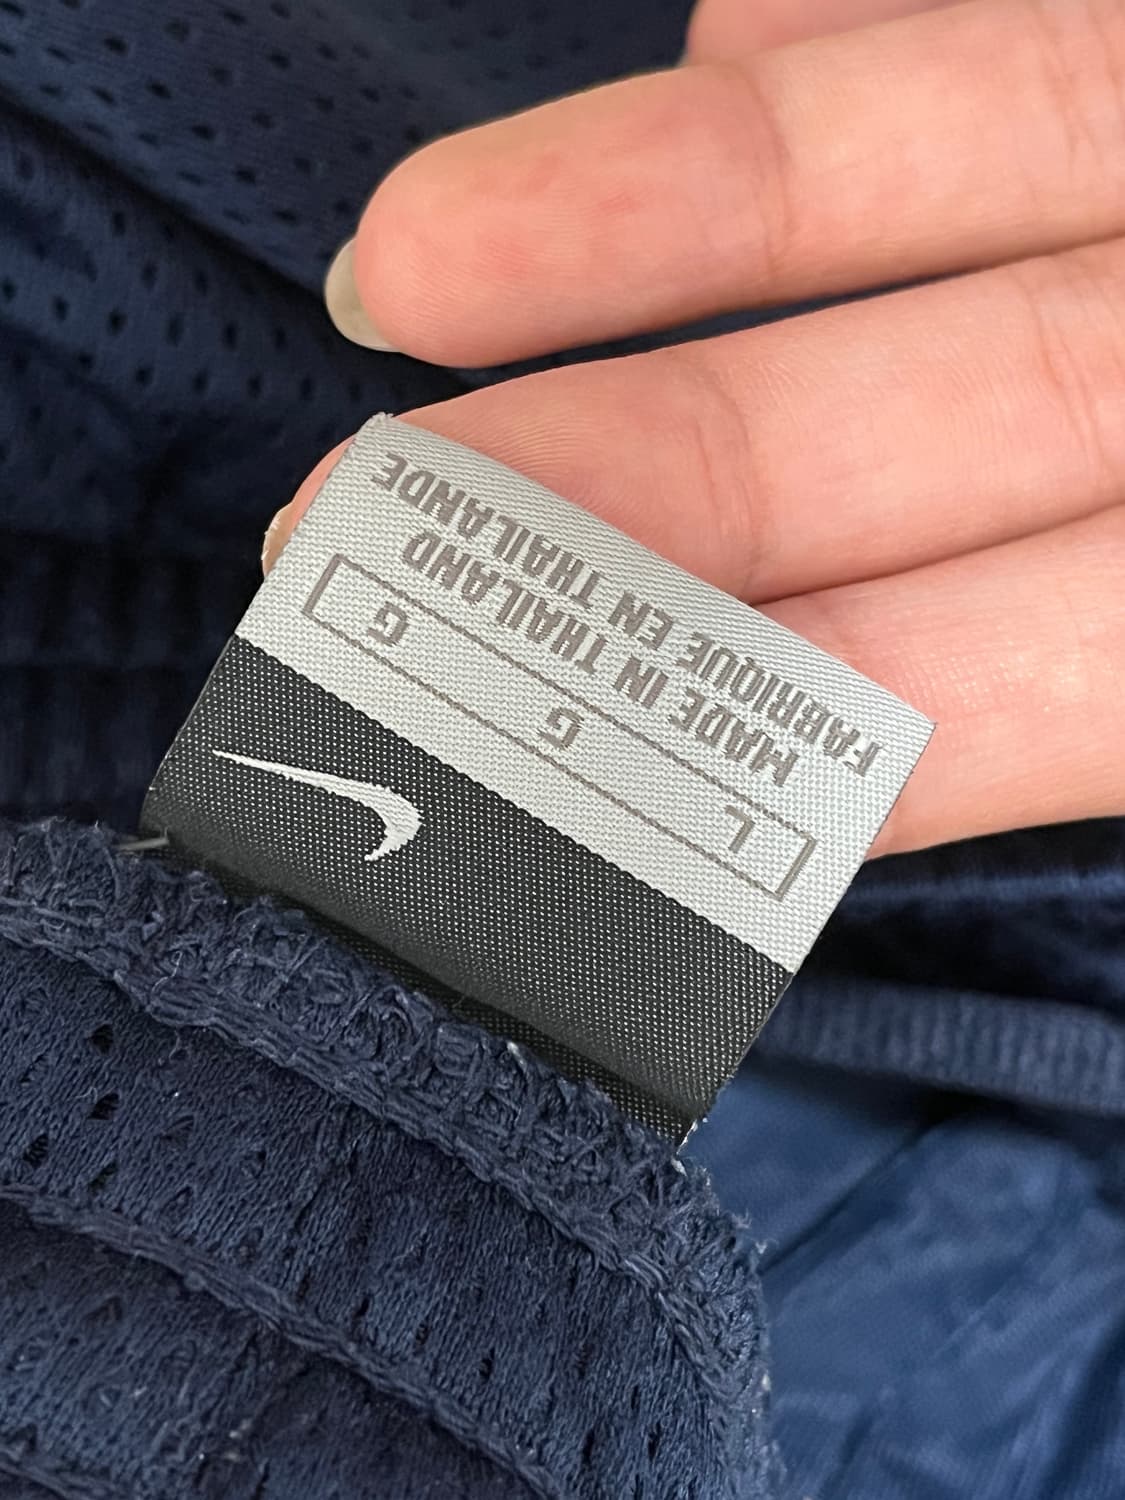 L G G
MADE IN THAILAND
FABRIQUE EN THAILANDE